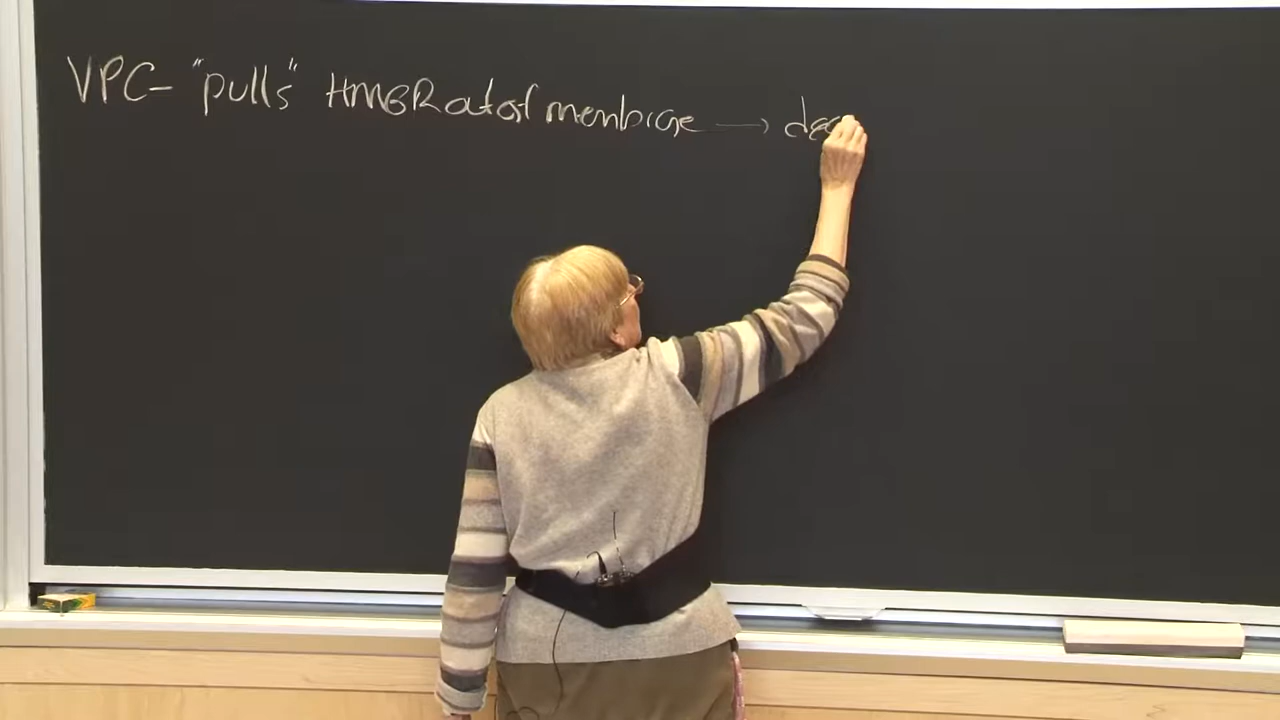 VPC- "pulls" HMGR out of membrane → deg